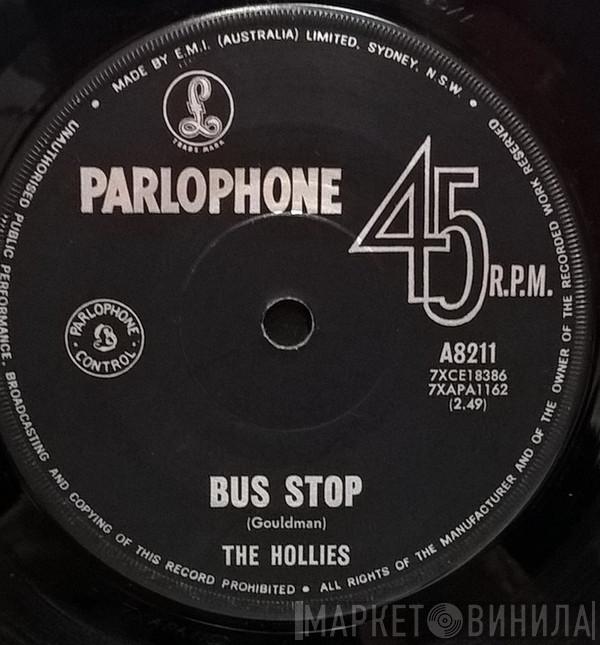 MADE BY E.M.I. (AUSTRALIA) LIMITED. SYDNEY, N.S.W. •
UNAUTHORISED PUBLIC PERFORMANCE, BROADCASTING AND COPYING OF THIS RECORD PROHIBITED • ALL RIGHTS OF THE MANUFACTURER AND OF THE OWNER OF THE RECORDED WORK RESERVED •
£
TRADE MARK
PARLOPHONE
45
R.P.M.
• PARLOPHONE •
£
CONTROL
A8211
7XCE18386
7XAPA1162
(2.49)
BUS STOP
(Gouldman)
THE HOLLIES
МАРКЕТ ВИНИЛА